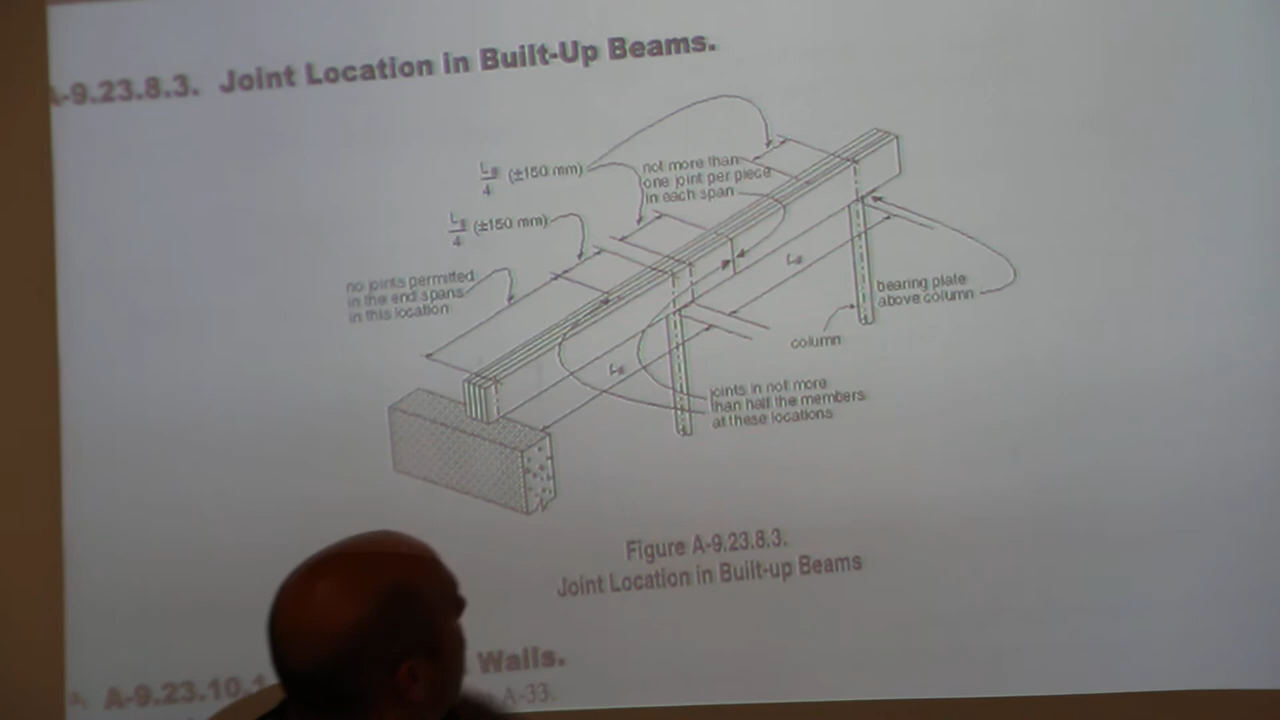 -9.23.8.3. Joint Location in Built-Up Beams.
(±150 mm)
4
not more than
one joint per piece
in each span
(±150 mm)
4
no joints permitted
in the end spans
in this location
bearing plate
above column
column
joints in not more
than half the members
at these locations
Figure A-9.23.8.3.
Joint Location in Built-up Beams
A-9.23.10.1 Walls.
A-33.